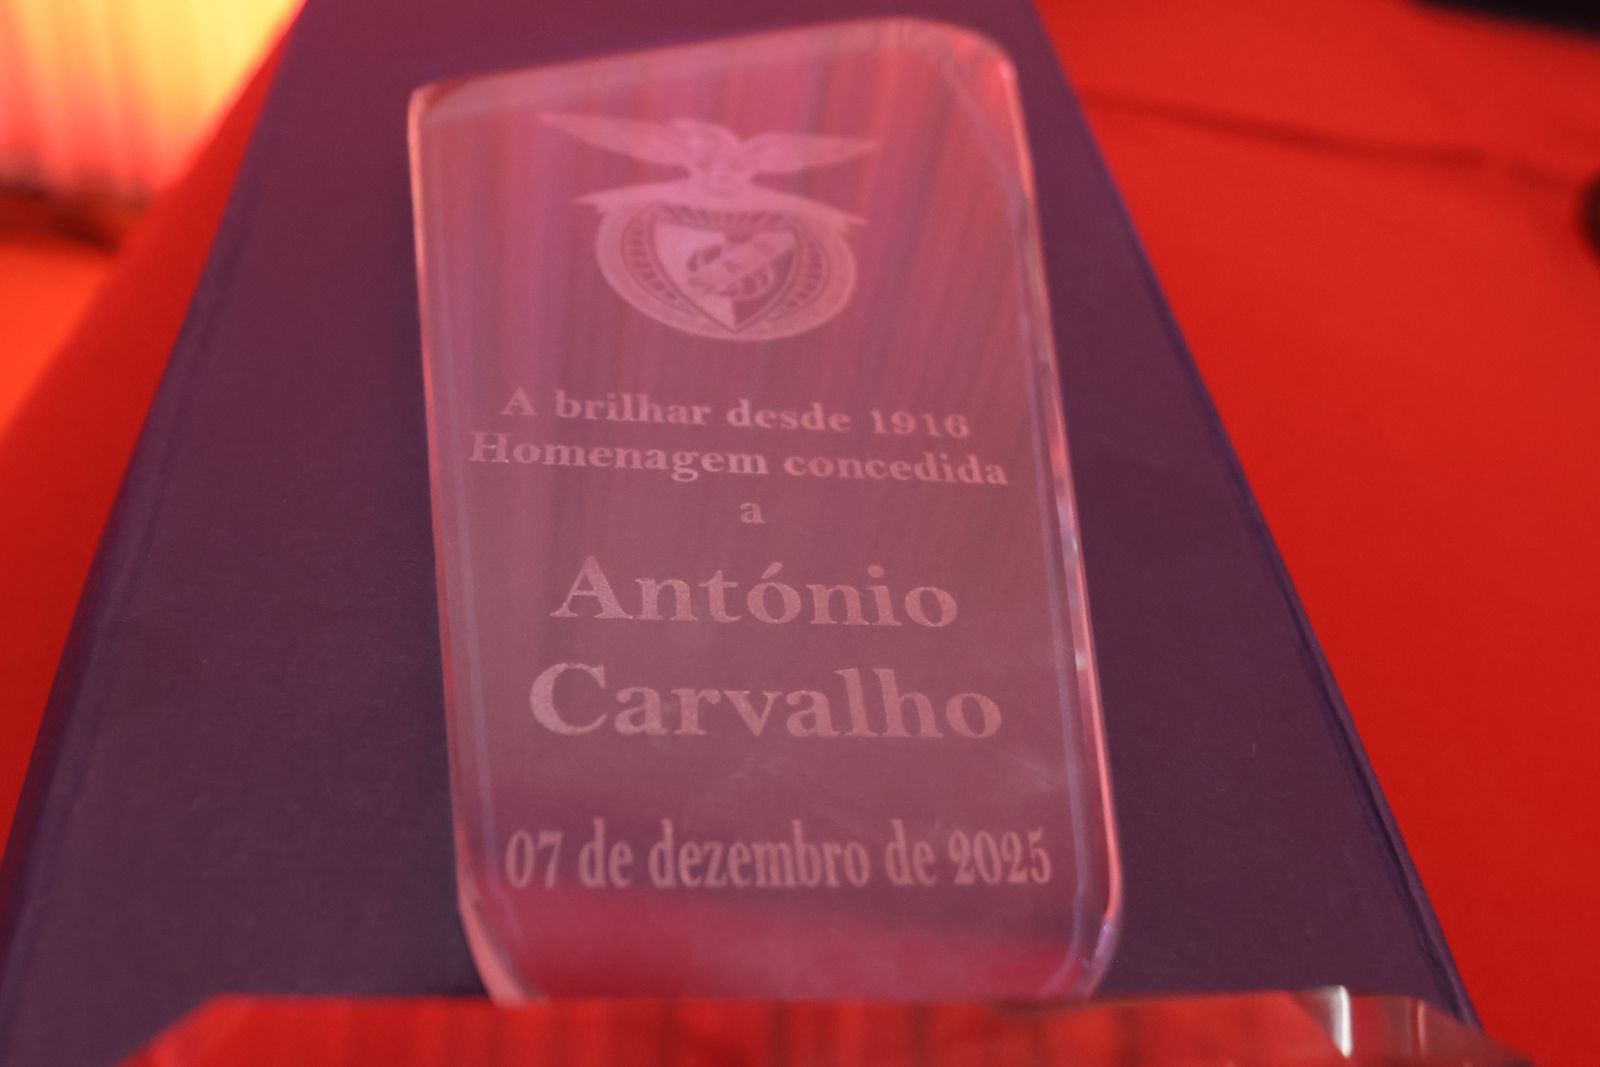 A brilhar desde 1916
Homenagem concedida
a
António
Carvalho
07 de dezembro de 2025